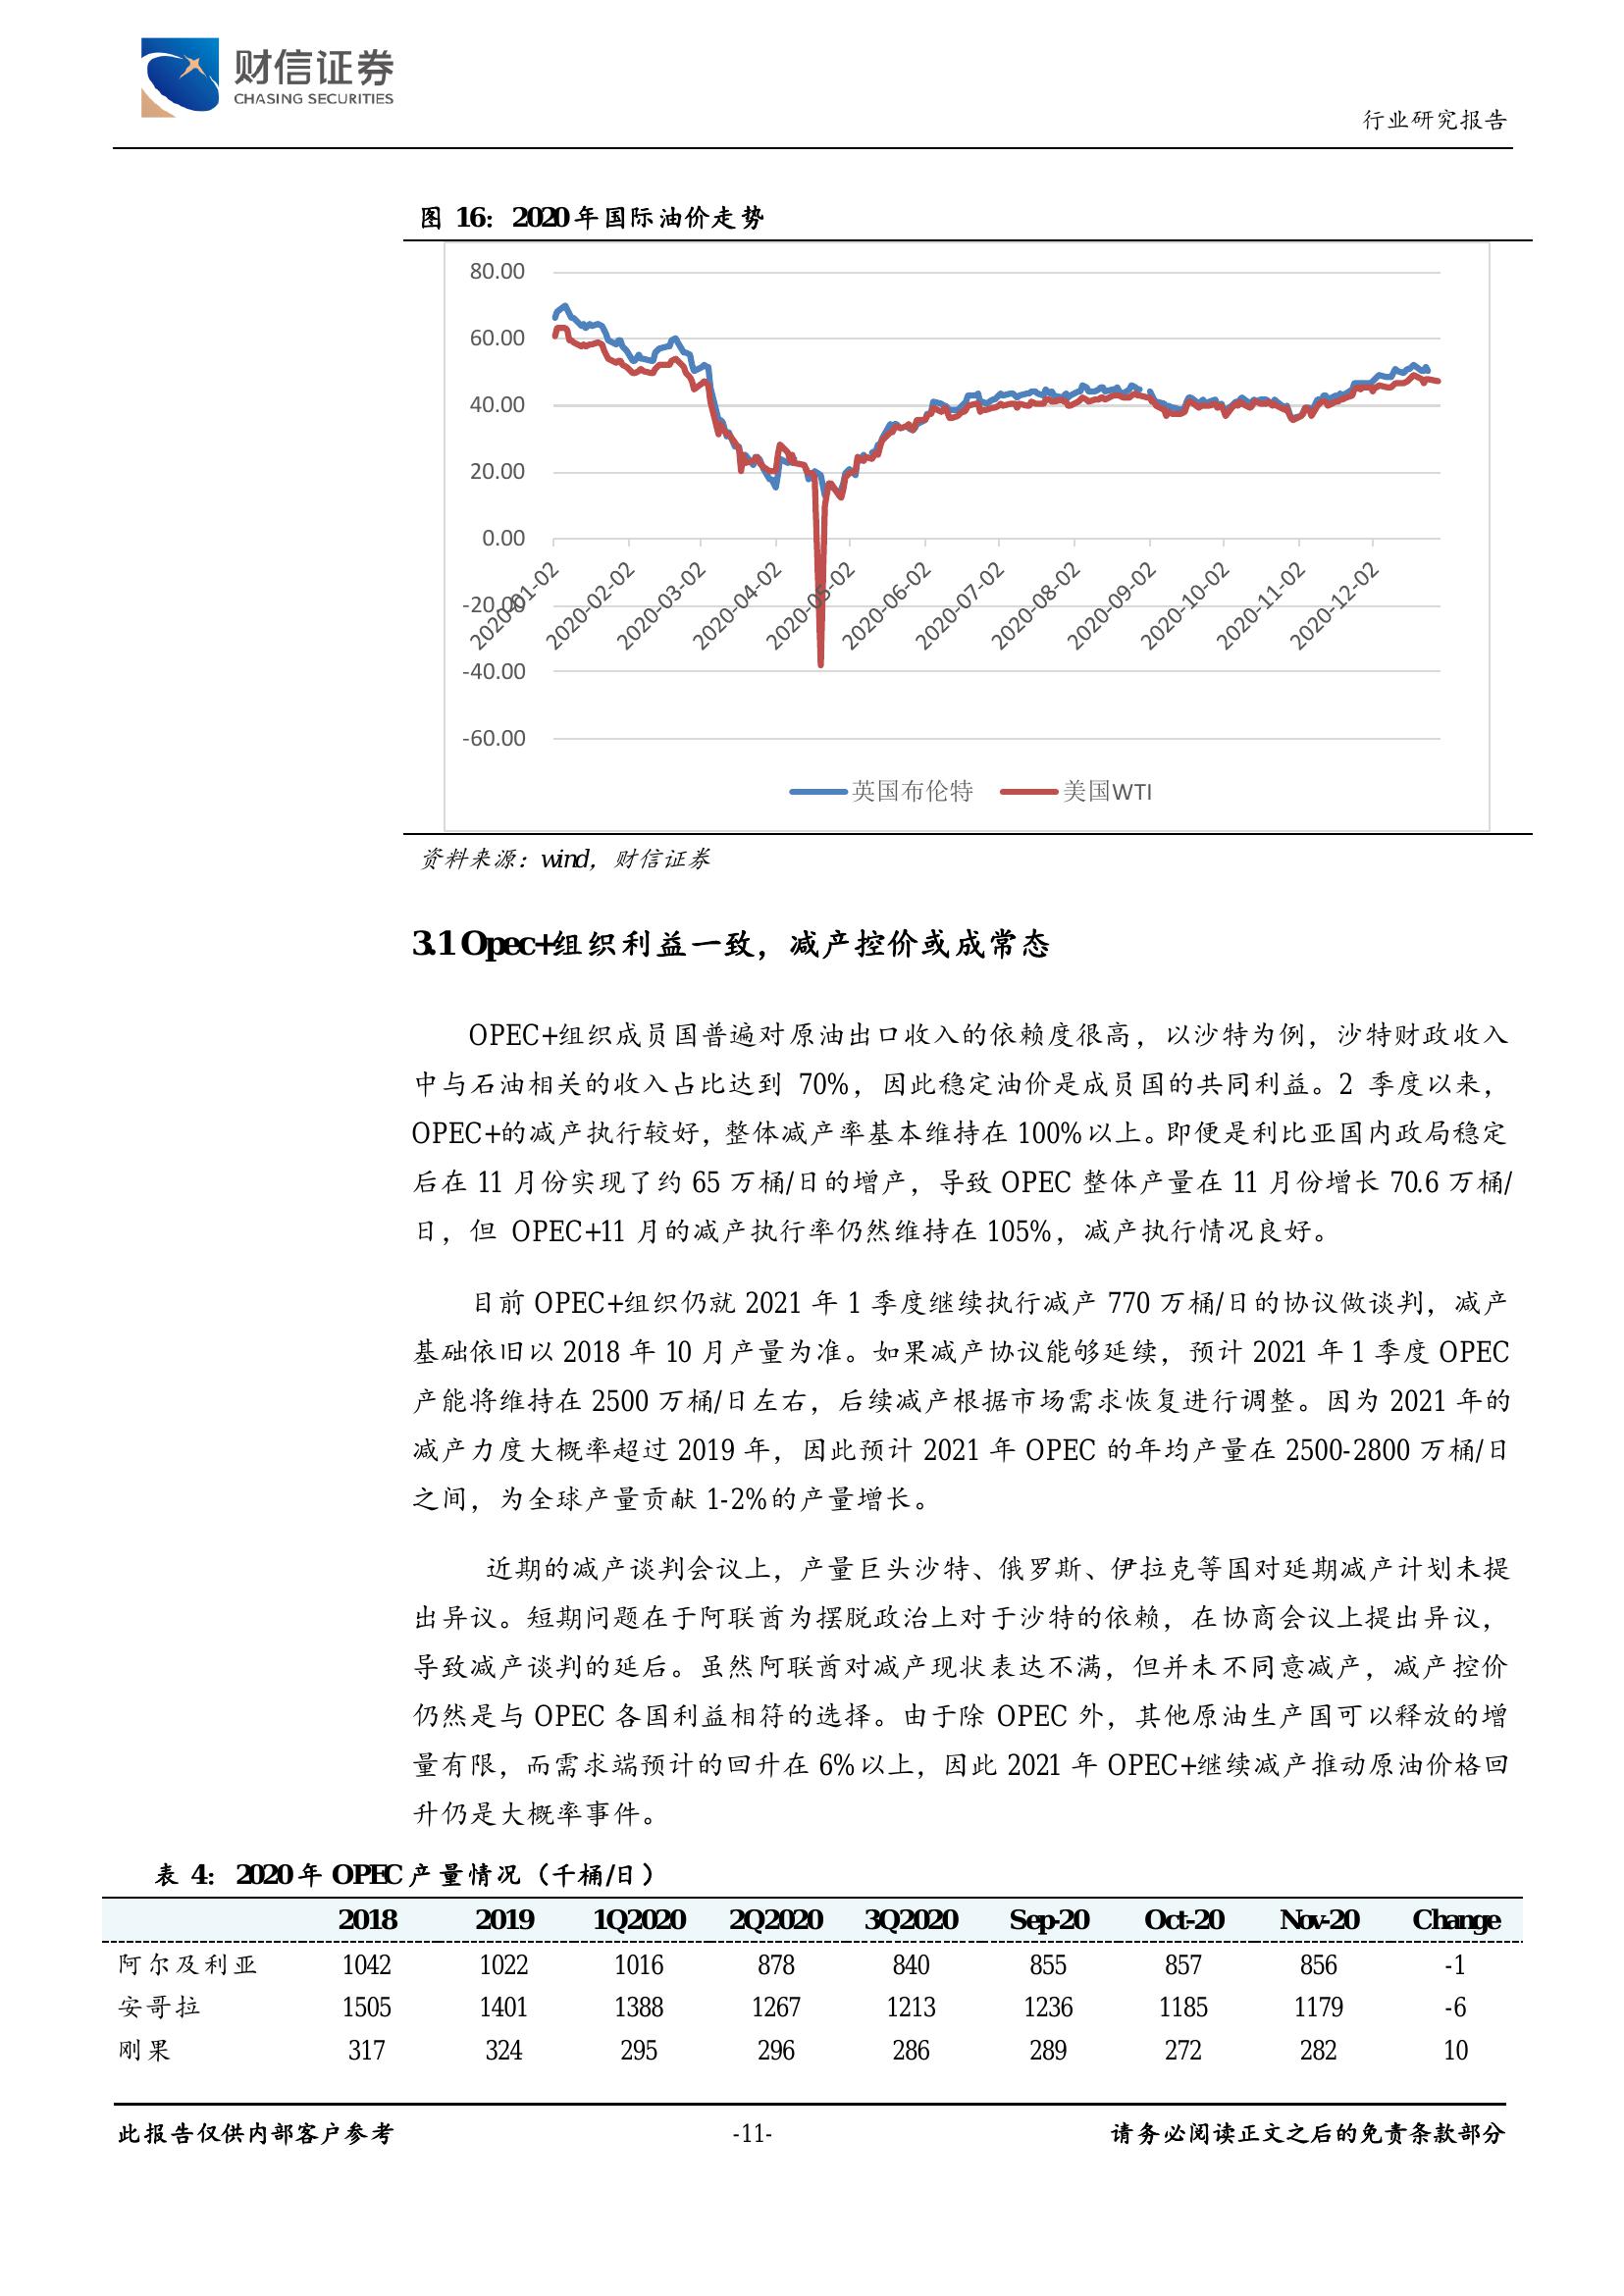 财信证券
CHASING SECURITIES
行业研究报告
图 16：2020 年国际油价走势
80.00
60.00
40.00
20.00
0.00
-20.00
-40.00
-60.00
2020-01-02
2020-02-02
2020-03-02
2020-04-02
2020-05-02
2020-06-02
2020-07-02
2020-08-02
2020-09-02
2020-10-02
2020-11-02
2020-12-02
英国布伦特 美国WTI
资料来源：wind，财信证券
3.1 Opec+组织利益一致，减产控价或成常态
OPEC+组织成员国普遍对原油出口收入的依赖度很高，以沙特为例，沙特财政收入
中与石油相关的收入占比达到 70%，因此稳定油价是成员国的共同利益。2 季度以来，
OPEC+的减产执行较好，整体减产率基本维持在 100%以上。即便是利比亚国内政局稳定
后在 11 月份实现了约 65 万桶/日的增产，导致 OPEC 整体产量在 11 月份增长 70.6 万桶/
日，但 OPEC+11 月的减产执行率仍然维持在 105%，减产执行情况良好。
目前 OPEC+组织仍就 2021 年 1 季度继续执行减产 770 万桶/日的协议做谈判，减产
基础依旧以 2018 年 10 月产量为准。如果减产协议能够延续，预计 2021 年 1 季度 OPEC
产能将维持在 2500 万桶/日左右，后续减产根据市场需求恢复进行调整。因为 2021 年的
减产力度大概率超过 2019 年，因此预计 2021 年 OPEC 的年均产量在 2500-2800 万桶/日
之间，为全球产量贡献 1-2%的产量增长。
近期的减产谈判会议上，产量巨头沙特、俄罗斯、伊拉克等国对延期减产计划未提
出异议。短期问题在于阿联酋为摆脱政治上对于沙特的依赖，在协商会议上提出异议，
导致减产谈判的延后。虽然阿联酋对减产现状表达不满，但并未不同意减产，减产控价
仍然是与 OPEC 各国利益相符的选择。由于除 OPEC 外，其他原油生产国可以释放的增
量有限，而需求端预计的回升在 6%以上，因此 2021 年 OPEC+继续减产推动原油价格回
升仍是大概率事件。
表 4：2020 年 OPEC 产量情况（千桶/日）
2018 2019 1Q2020 2Q2020 3Q2020 Sep-20 Oct-20 Nov-20 Change
阿尔及利亚 1042 1022 1016 878 840 855 857 856 -1
安哥拉 1505 1401 1388 1267 1213 1236 1185 1179 -6
刚果 317 324 295 296 286 289 272 282 10
此报告仅供内部客户参考 -11- 请务必阅读正文之后的免责条款部分